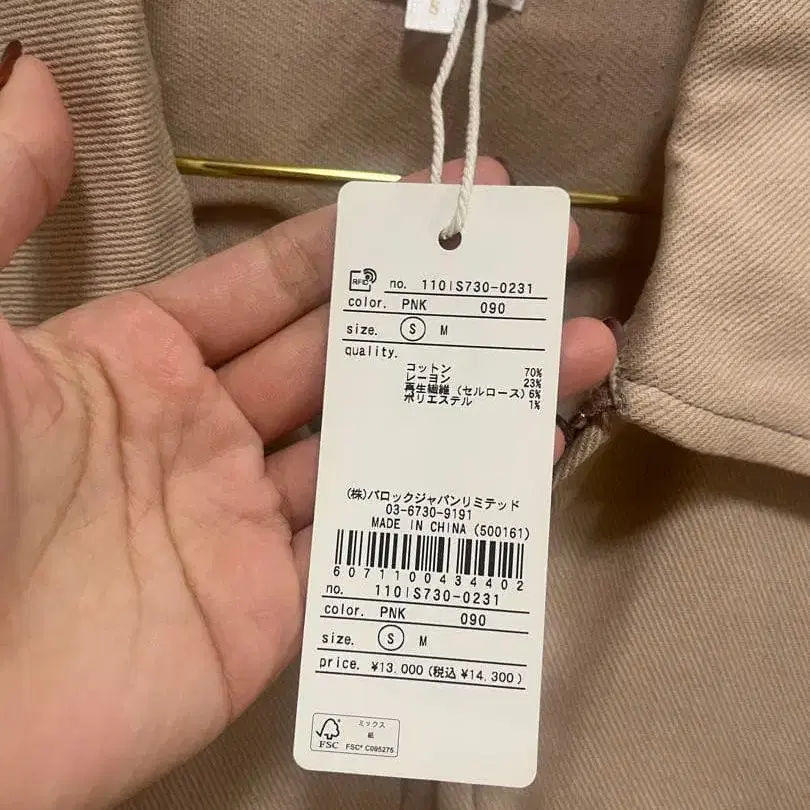 S
RFID
no. 110IS730-0231
color. PNK 090
size. S M
quality.
コットン 70%
レーヨン 23%
再生繊維 (セルロース) 6%
ポリエステル 1%
(株)バロックジャパンリミテッド
03-6730-9191
MADE IN CHINA (500161)
6071100434402
no. 110IS730-0231
color. PNK 090
size. S M
price. ¥13.000 (税込 ¥14.300)
ミックス
紙
FSC
FSC® C095275